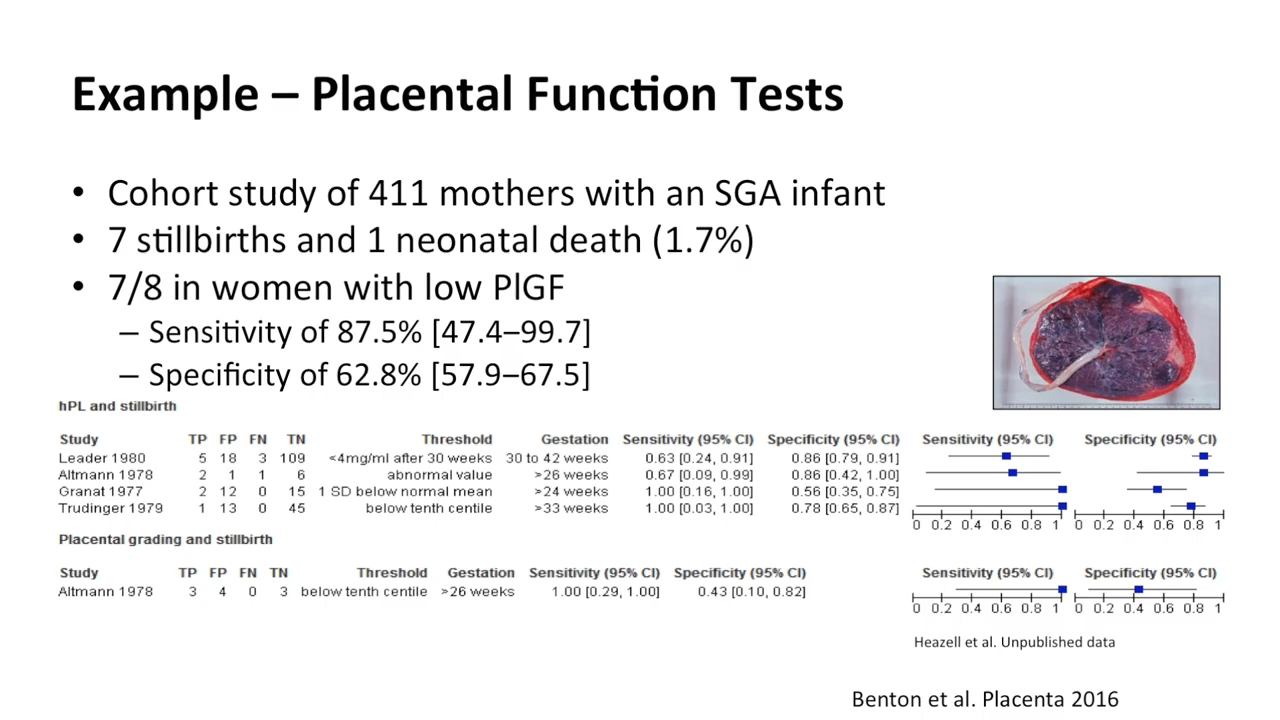 Example – Placental Function Tests
• Cohort study of 411 mothers with an SGA infant
• 7 stillbirths and 1 neonatal death (1.7%)
• 7/8 in women with low PlGF
– Sensitivity of 87.5% [47.4–99.7]
– Specificity of 62.8% [57.9–67.5]
hPL and stillbirth
Study TP FP FN TN Threshold Gestation Sensitivity (95% CI) Specificity (95% CI) Sensitivity (95% CI) Specificity (95% CI)
Leader 1980 5 18 3 109 <4mg/ml after 30 weeks 30 to 42 weeks 0.63 [0.24, 0.91] 0.86 [0.79, 0.91]
Altmann 1978 2 1 1 6 abnormal value >26 weeks 0.67 [0.09, 0.99] 0.86 [0.42, 1.00]
Granat 1977 2 12 0 15 1 SD below normal mean >24 weeks 1.00 [0.16, 1.00] 0.56 [0.35, 0.75]
Trudinger 1979 1 13 0 45 below tenth centile >33 weeks 1.00 [0.03, 1.00] 0.78 [0.65, 0.87]
0 0.2 0.4 0.6 0.8 1 0 0.2 0.4 0.6 0.8 1
Placental grading and stillbirth
Study TP FP FN TN Threshold Gestation Sensitivity (95% CI) Specificity (95% CI) Sensitivity (95% CI) Specificity (95% CI)
Altmann 1978 3 4 0 3 below tenth centile >26 weeks 1.00 [0.29, 1.00] 0.43 [0.10, 0.82]
0 0.2 0.4 0.6 0.8 1 0 0.2 0.4 0.6 0.8 1
Heazell et al. Unpublished data
Benton et al. Placenta 2016